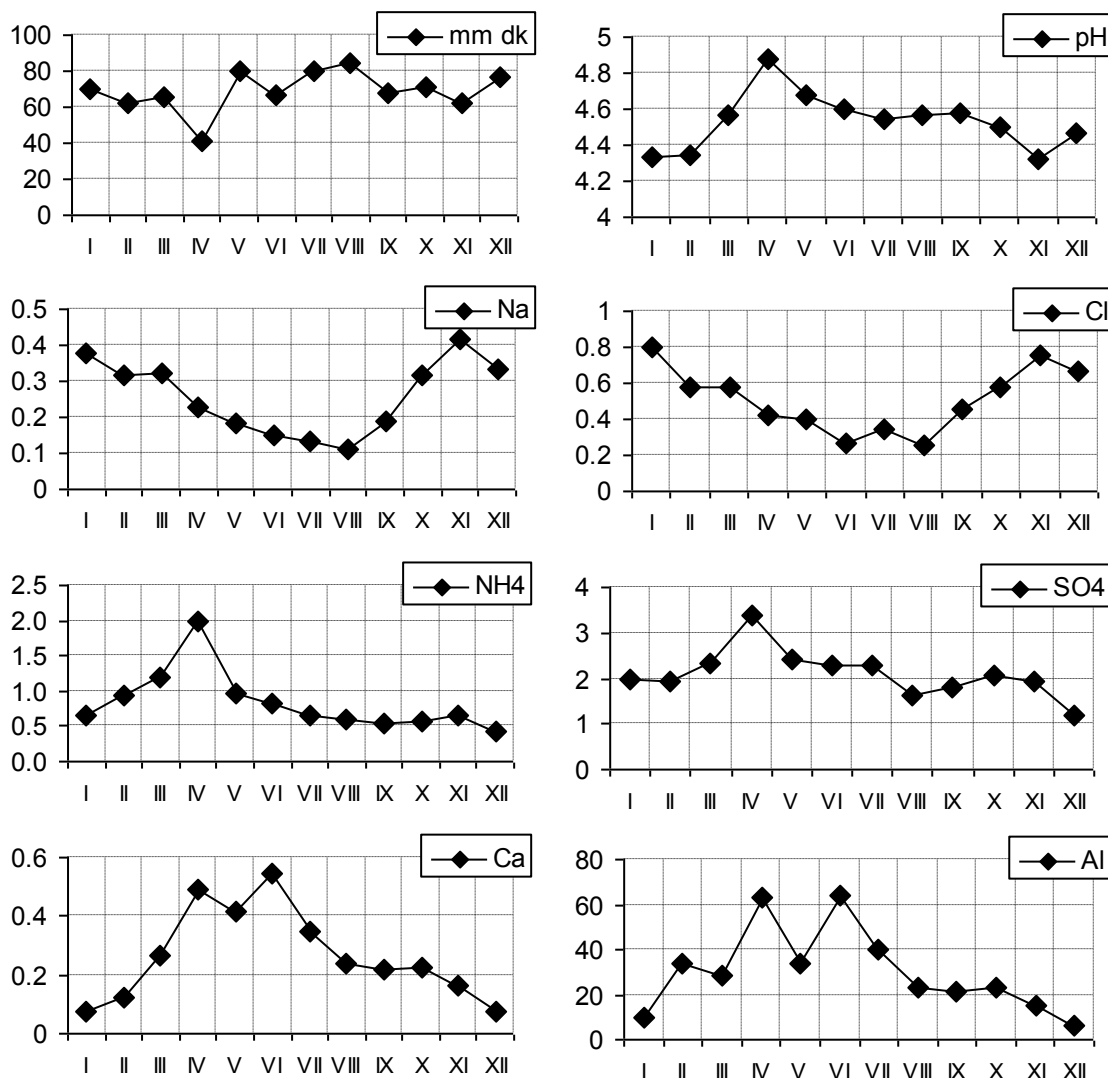 mm dk
100
80
60
40
20
0
I II III IV V VI VII VIII IX X XI XII
pH
5
4.8
4.6
4.4
4.2
4
I II III IV V VI VII VIII IX X XI XII
Na
0.5
0.4
0.3
0.2
0.1
0
I II III IV V VI VII VIII IX X XI XII
Cl
1
0.8
0.6
0.4
0.2
0
I II III IV V VI VII VIII IX X XI XII
NH4
2.5
2.0
1.5
1.0
0.5
0.0
I II III IV V VI VII VIII IX X XI XII
SO4
4
3
2
1
0
I II III IV V VI VII VIII IX X XI XII
Ca
0.6
0.4
0.2
0
I II III IV V VI VII VIII IX X XI XII
Al
80
60
40
20
0
I II III IV V VI VII VIII IX X XI XII